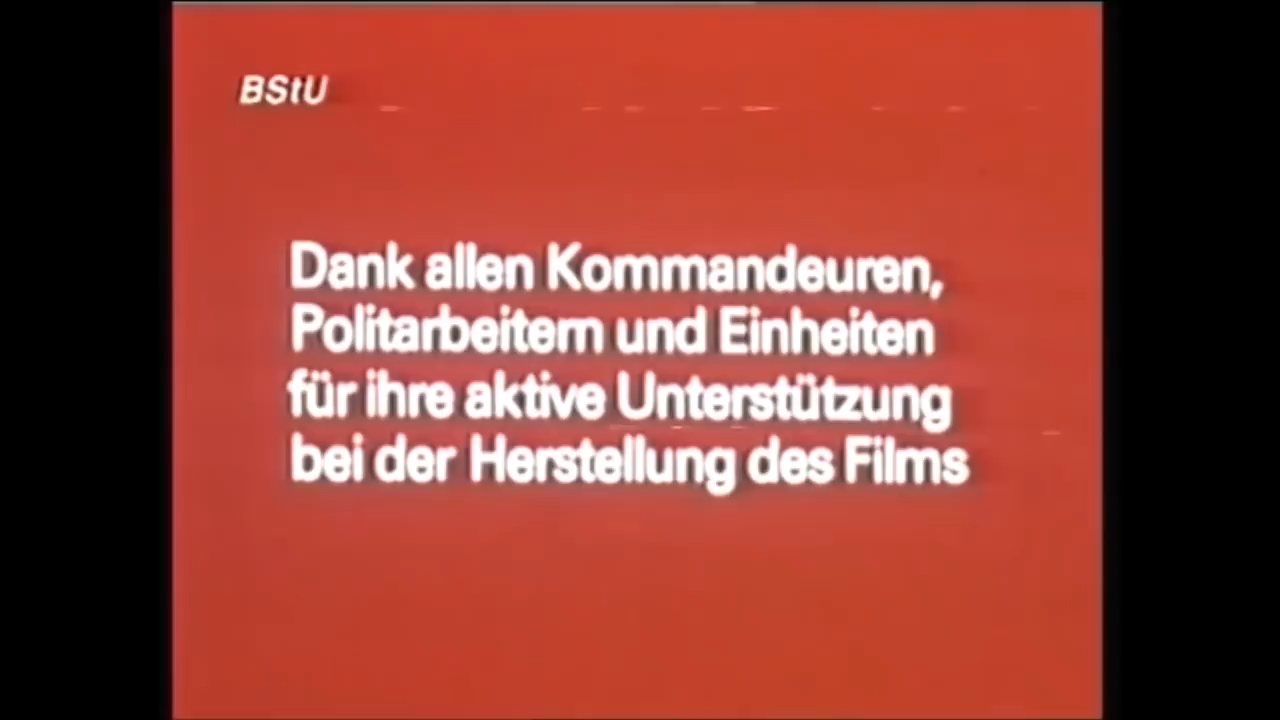 BStU
Dank allen Kommandeuren,
Politarbeitern und Einheiten
für ihre aktive Unterstützung
bei der Herstellung des Films